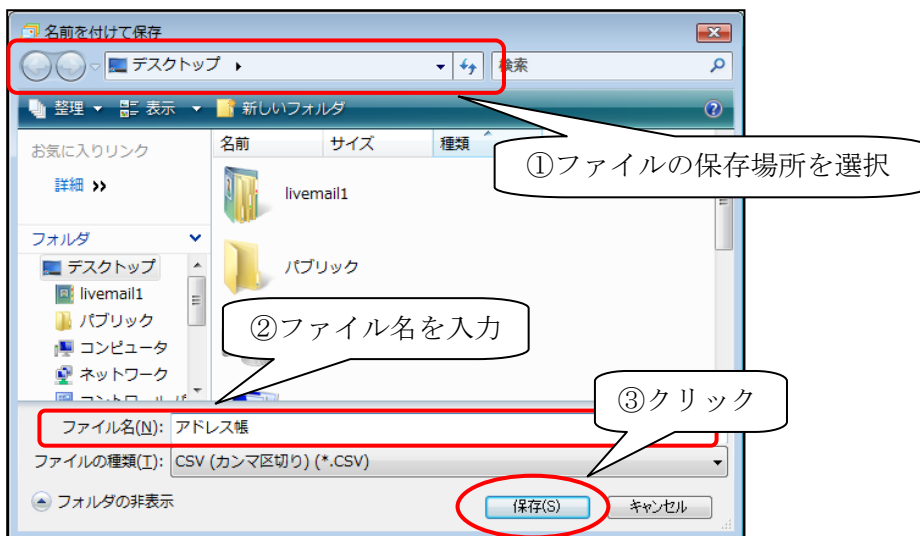 名前を付けて保存
デスクトップ
検索
整理 表示 新しいフォルダ
お気に入りリンク
詳細 »
名前 サイズ 種類
①ファイルの保存場所を選択
livemail1
フォルダ
デスクトップ
livemail1
パブリック
コンピュータ
ネットワーク
パブリック
②ファイル名を入力
③クリック
ファイル名(N): アドレス帳
ファイルの種類(T): CSV (カンマ区切り) (*.CSV)
フォルダの非表示
保存(S)
キャンセル